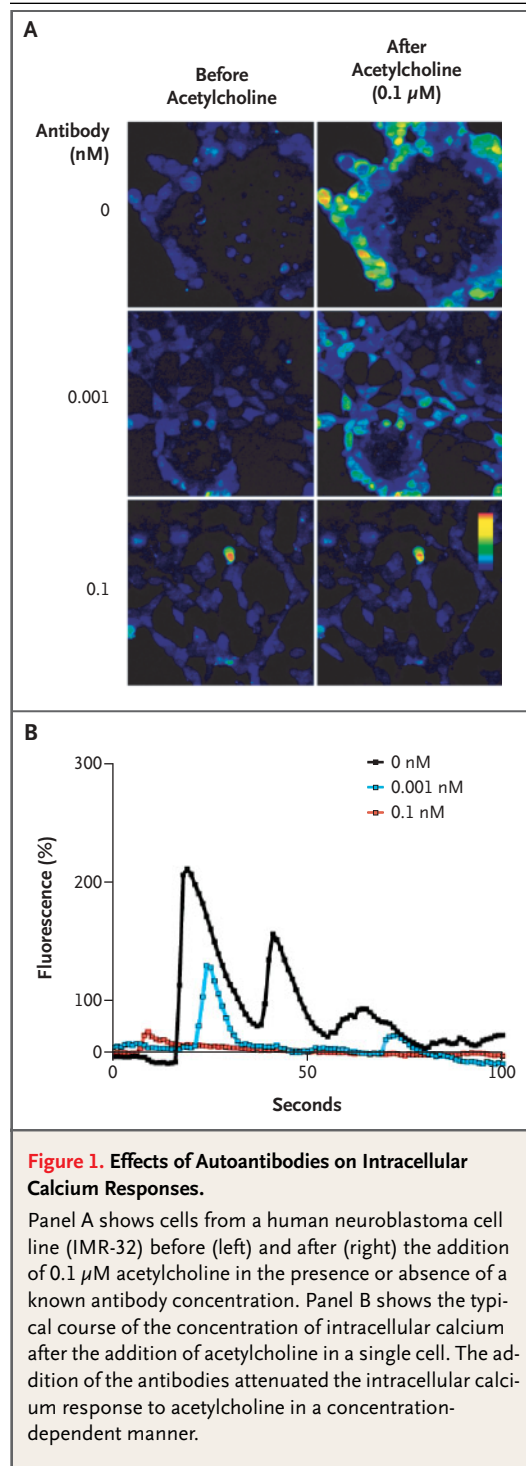 A
Before
Acetylcholine
After
Acetylcholine
(0.1 µM)
Antibody
(nM)
0
0.001
0.1
B
300
200
100
0
Fluorescence (%)
0 nM
0.001 nM
0.1 nM
0
50
100
Seconds
Figure 1. Effects of Autoantibodies on Intracellular
Calcium Responses.
Panel A shows cells from a human neuroblastoma cell
line (IMR-32) before (left) and after (right) the addition
of 0.1 µM acetylcholine in the presence or absence of a
known antibody concentration. Panel B shows the typi-
cal course of the concentration of intracellular calcium
after the addition of acetylcholine in a single cell. The ad-
dition of the antibodies attenuated the intracellular calci-
um response to acetylcholine in a concentration-
dependent manner.